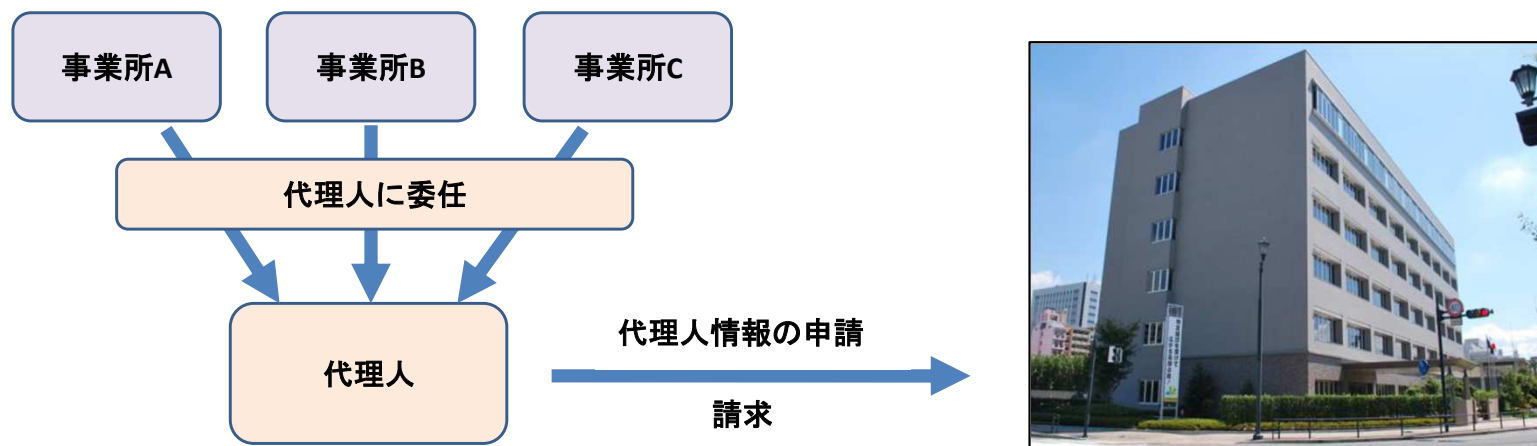 事業所A
事業所B
事業所C
代理人に委任
代理人
代理人情報の申請
請求